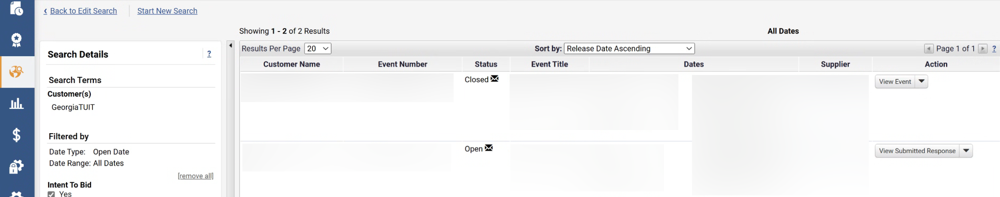 ‹ Back to Edit Search Start New Search
Showing 1 - 2 of 2 Results All Dates
Search Details ?
Search Terms
Customer(s)
GeorgiaTUIT
Filtered by
Date Type: Open Date
Date Range: All Dates
[remove all]
Intent To Bid
Yes
Results Per Page 20 Sort by: Release Date Ascending Page 1 of 1 ?
Customer Name Event Number Status Event Title Dates Supplier Action
Closed View Event
Open View Submitted Response